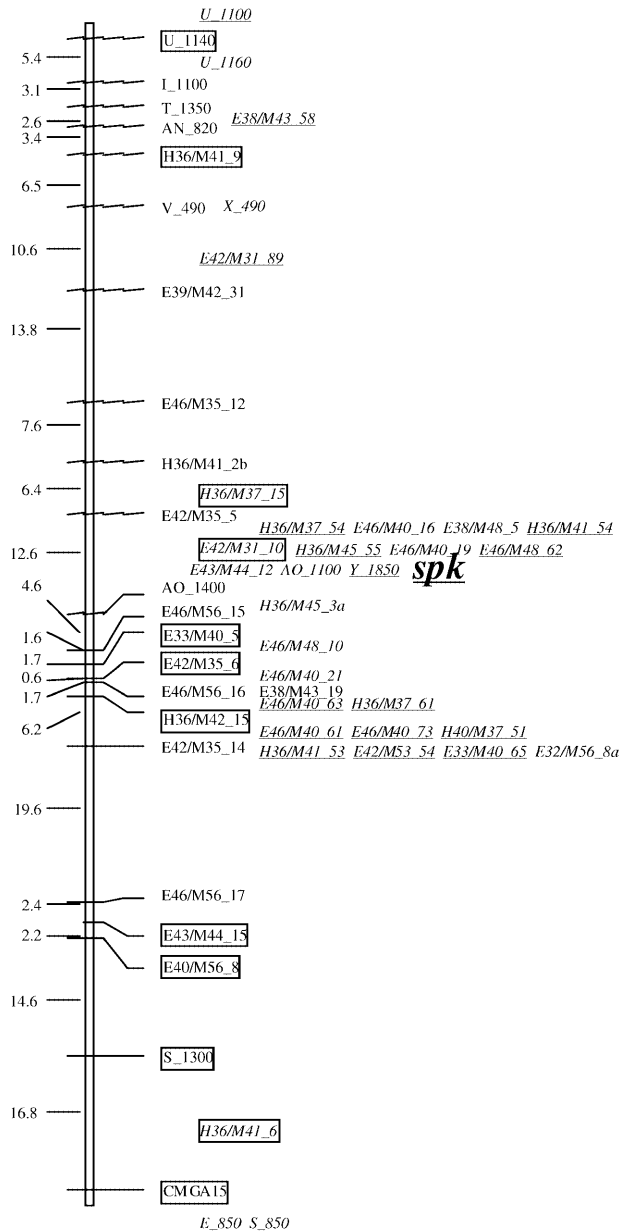 U_1100
U_1140
5.4
U_1160
I_1100
3.1
T_1350
2.6
E38/M43_58
AN_820
3.4
H36/M41_9
6.5
V_490 X_490
10.6
E42/M31_89
E39/M42_31
13.8
E46/M35_12
7.6
H36/M41_2b
6.4
H36/M37_15
E42/M35_5
H36/M37_54 E46/M40_16 E38/M48_5 H36/M41_54
12.6
E42/M31_10 H36/M45_55 E46/M40_19 E46/M48_62
E43/M44_12 AO_1100 Y_1850 spk
4.6
AO_1400
E46/M56_15 H36/M45_3a
1.6
E33/M40_5
E46/M48_10
1.7
E42/M35_6
0.6
E46/M40_21
E46/M56_16 E38/M43_19
1.7
E46/M40_63 H36/M37_61
H36/M42_15
6.2
E46/M40_61 E46/M40_73 H40/M37_51
E42/M35_14 H36/M41_53 E42/M53_54 E33/M40_65 E32/M56_8a
19.6
E46/M56_17
2.4
2.2
E43/M44_15
E40/M56_8
14.6
S_1300
16.8
H36/M41_6
CMGA15
E_850 S_850